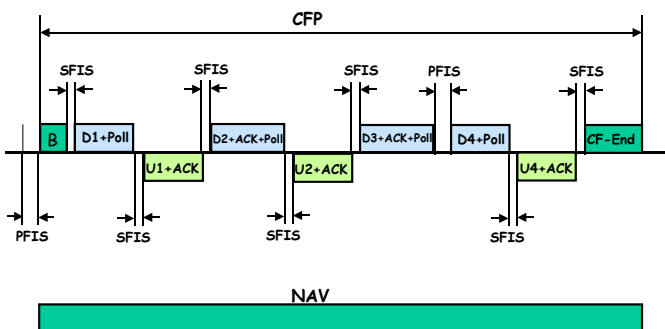 CFP
SFIS SFIS SFIS PFIS SFIS
B D1+Poll D2+ACK+Poll D3+ACK+Poll D4+Poll CF-End
U1+ACK U2+ACK U4+ACK
PFIS SFIS SFIS SFIS
NAV